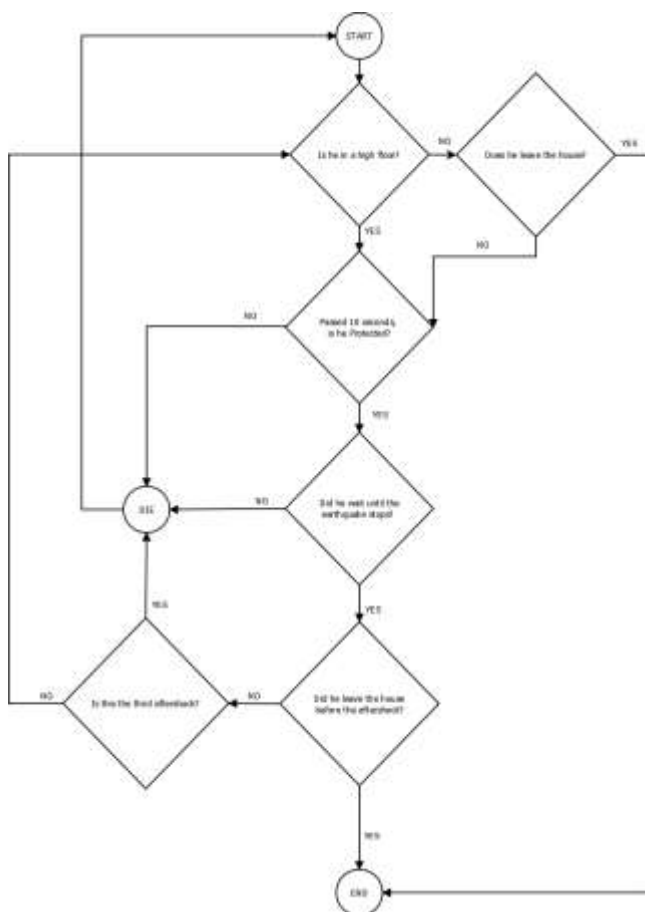 START
Is he in a high floor?
NO
Does he leave the house?
YES
YES
NO
Passed 10 seconds,
is he Protected?
NO
YES
Did he wait until the
earthquake stops?
NO
DIE
YES
YES
Did he leave the house
before the aftershock?
NO
Is this the third aftershock?
NO
YES
END